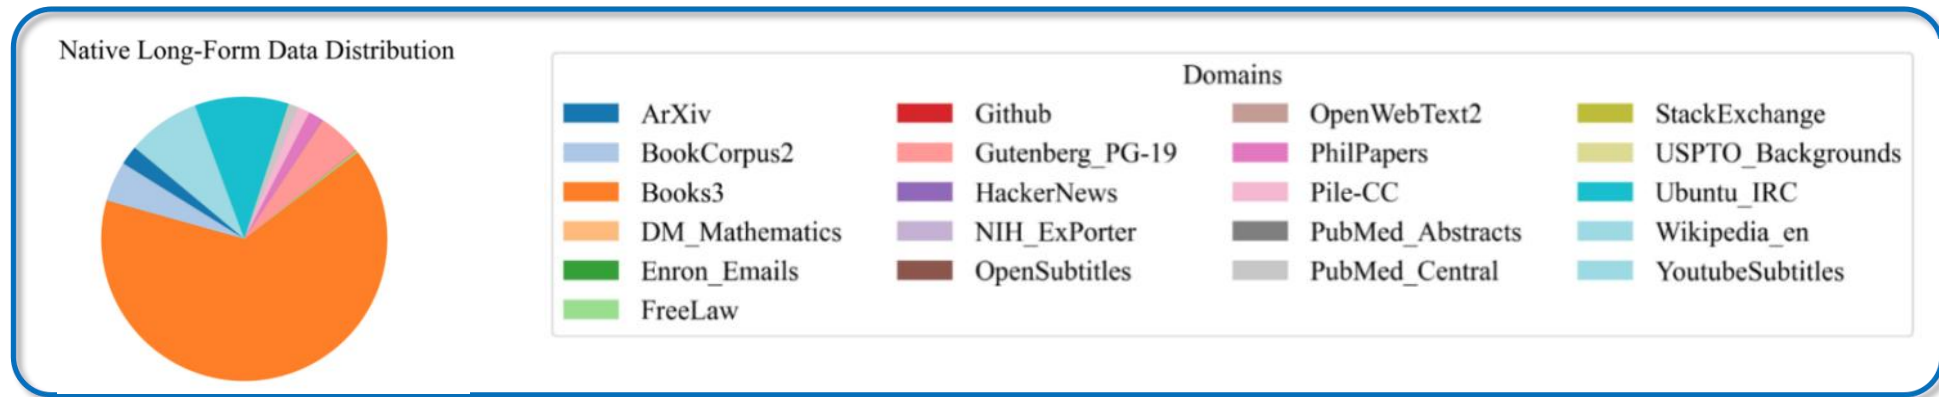 Native Long-Form Data Distribution
Domains
ArXiv Github OpenWebText2 StackExchange
BookCorpus2 Gutenberg_PG-19 PhilPapers USPTO_Backgrounds
Books3 HackerNews Pile-CC Ubuntu_IRC
DM_Mathematics NIH_ExPorter PubMed_Abstracts Wikipedia_en
Enron_Emails OpenSubtitles PubMed_Central YoutubeSubtitles
FreeLaw